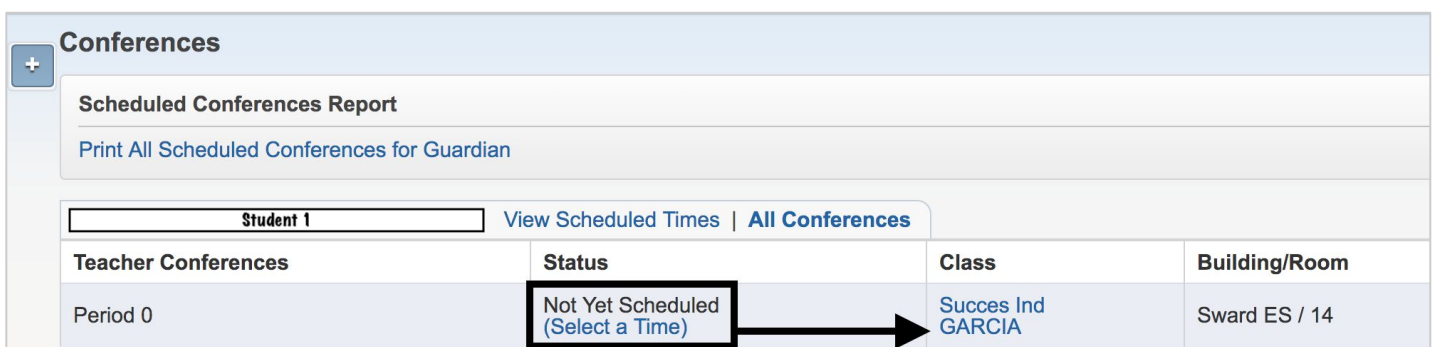 +
Conferences
Scheduled Conferences Report
Print All Scheduled Conferences for Guardian
Student 1 View Scheduled Times | All Conferences
Teacher Conferences Status Class Building/Room
Period 0 Not Yet Scheduled Succes Ind Sward ES / 14
(Select a Time) GARCIA